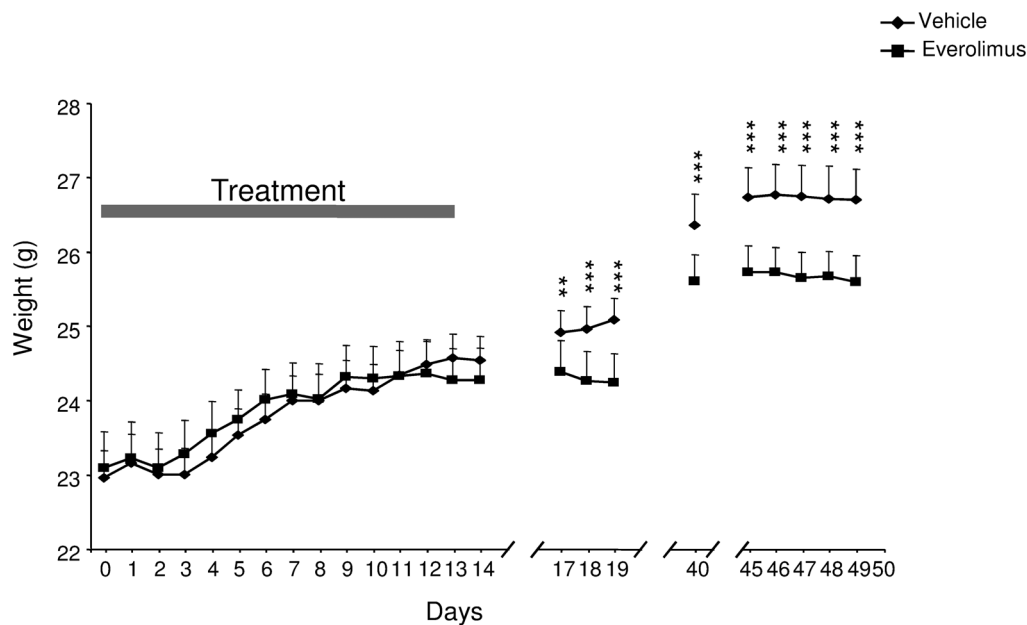 Vehicle
Everolimus
28
27
26
25
24
23
22
Weight (g)
Treatment
** *** ***
***
*** *** *** *** ***
0 1 2 3 4 5 6 7 8 9 10 11 12 13 14 17 18 19 40 45 46 47 48 49 50
Days